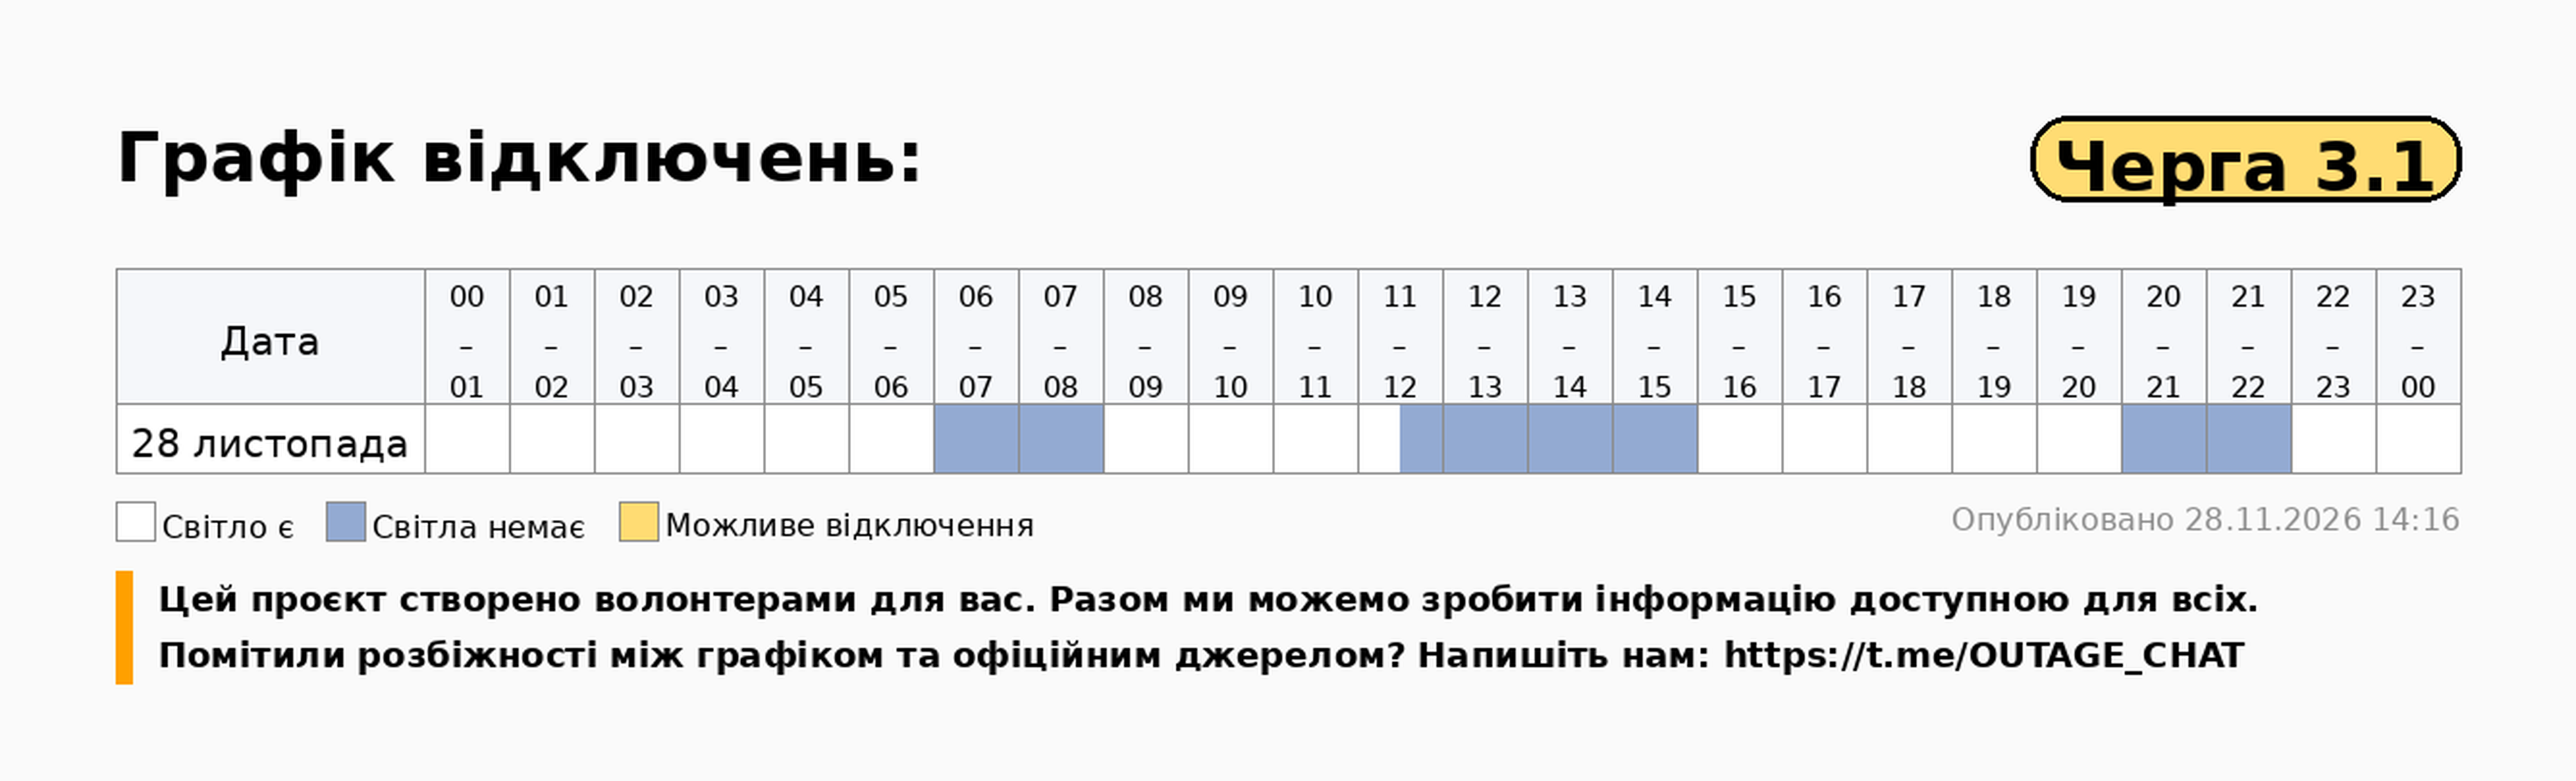 Графік відключень:
Черга 3.1
Дата
00 – 01
01 – 02
02 – 03
03 – 04
04 – 05
05 – 06
06 – 07
07 – 08
08 – 09
09 – 10
10 – 11
11 – 12
12 – 13
13 – 14
14 – 15
15 – 16
16 – 17
17 – 18
18 – 19
19 – 20
20 – 21
21 – 22
22 – 23
23 – 00
28 листопада
Світло є
Світла немає
Можливе відключення
Опубліковано 28.11.2026 14:16
Цей проєкт створено волонтерами для вас. Разом ми можемо зробити інформацію доступною для всіх.
Помітили розбіжності між графіком та офіційним джерелом? Напишіть нам: https://t.me/OUTAGE_CHAT